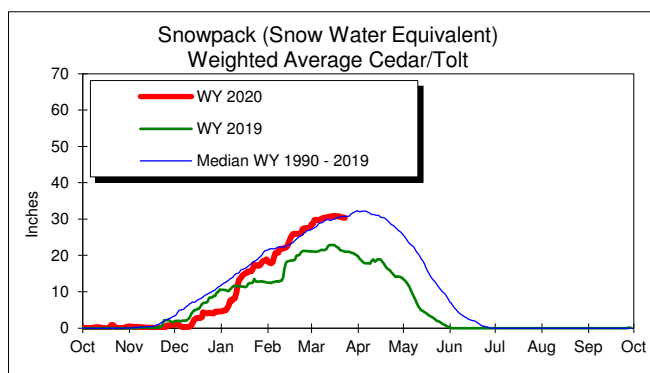 Snowpack (Snow Water Equivalent)
Weighted Average Cedar/Tolt
70
60
50
40
30
20
10
0
Inches
WY 2020
WY 2019
Median WY 1990 - 2019
Oct Nov Dec Jan Feb Mar Apr May Jun Jul Aug Sep Oct